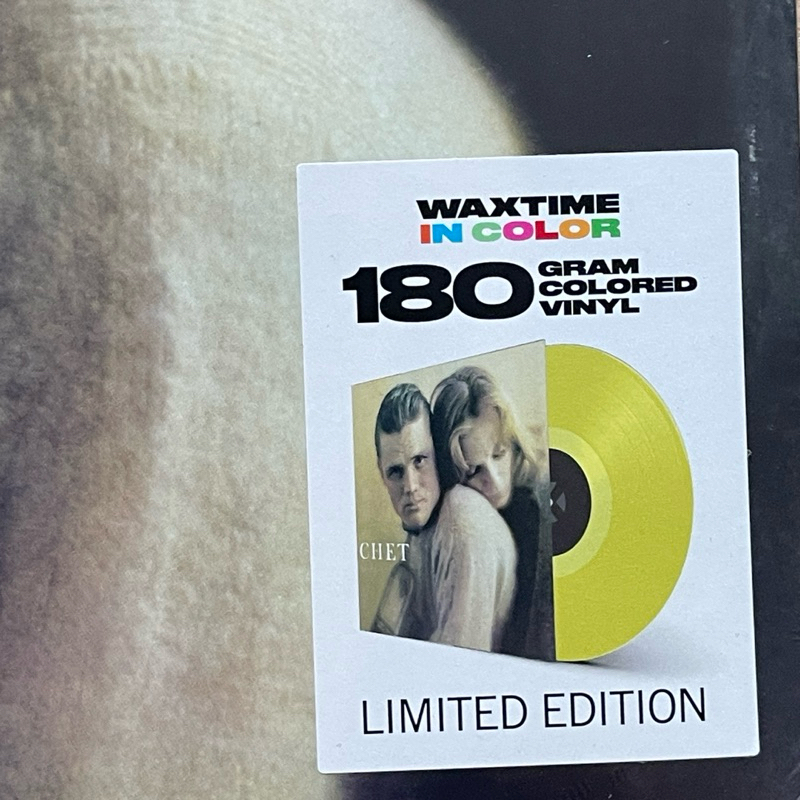 WAXTIME
IN COLOR
180 GRAM
COLORED
VINYL
CHET
LIMITED EDITION